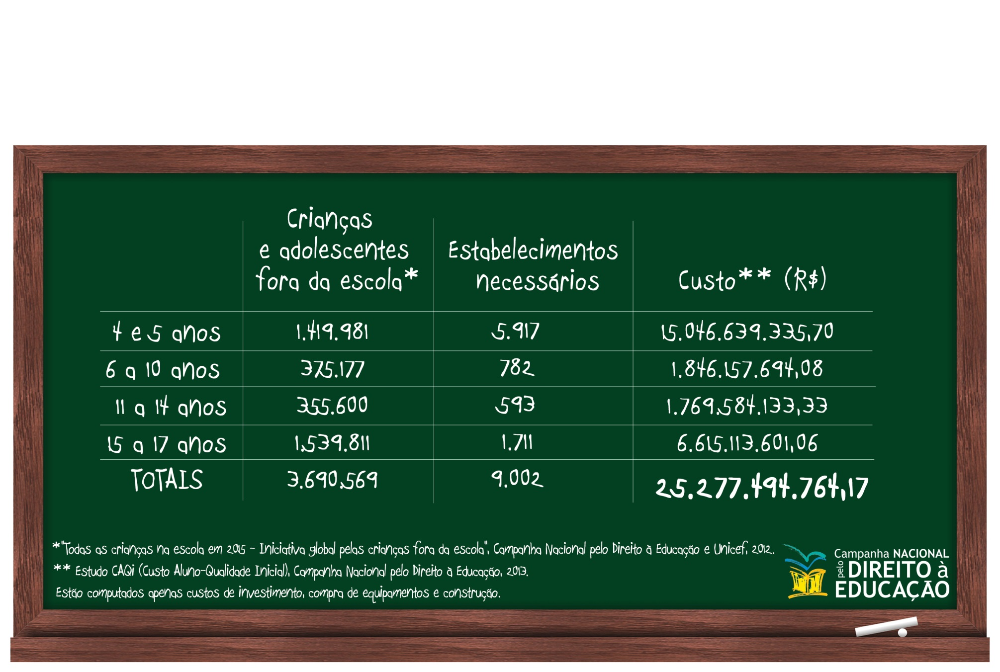 Crianças
e adolescentes
fora da escola*
Estabelecimentos
necessários
Custo** (R$)
4 e 5 anos 1.419.981 5.917 15.046.639.335,70
6 a 10 anos 375.177 782 1.846.157.694,08
11 a 14 anos 355.600 593 1.769.584.133,33
15 a 17 anos 1.539.811 1.711 6.615.113.601,06
TOTAIS 3.690.569 9.002 25.277.494.764,17
*"Todas as crianças na escola em 2015 - Iniciativa global pelas crianças fora da escola", Campanha Nacional pelo Direito à Educação e Unicef, 2012.
** Estudo CAQi (Custo Aluno-Qualidade Inicial), Campanha Nacional pelo Direito à Educação, 2013.
Estão computados apenas custos de investimento, compra de equipamentos e construção.
Campanha NACIONAL
pelo DIREITO à
EDUCAÇÃO